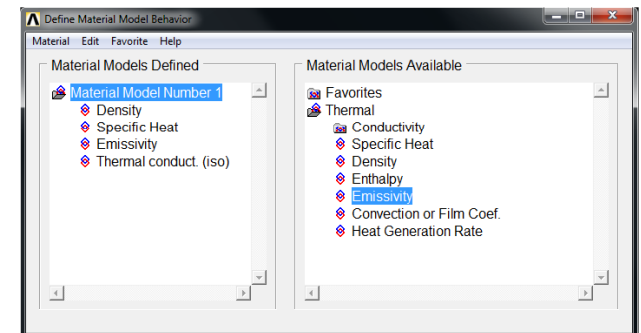 Define Material Model Behavior
Material Edit Favorite Help
Material Models Defined
Material Model Number 1
Density
Specific Heat
Emissivity
Thermal conduct. (iso)
Material Models Available
Favorites
Thermal
Conductivity
Specific Heat
Density
Enthalpy
Emissivity
Convection or Film Coef.
Heat Generation Rate